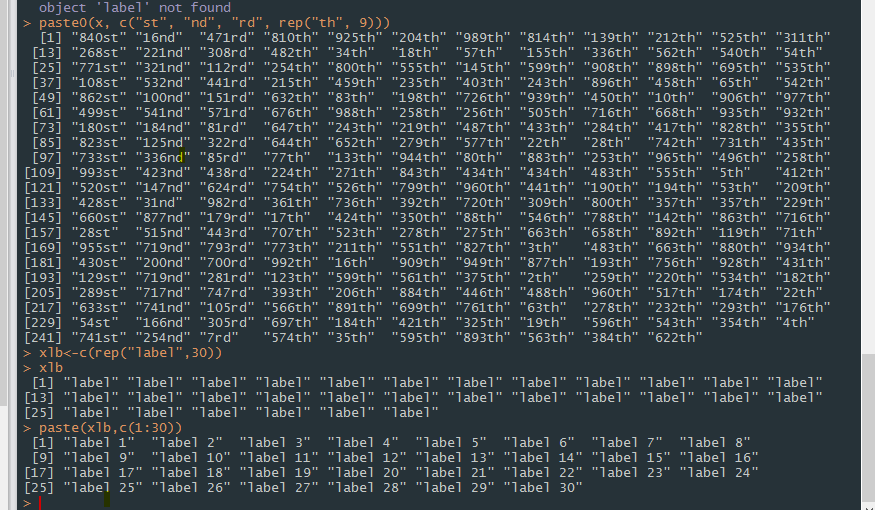 object 'label' not found
> paste0(x, c("st", "nd", "rd", rep("th", 9)))
[1] "840st" "16nd" "471rd" "810th" "925th" "204th" "989th" "814th" "139th" "212th" "525th" "311th"
[13] "268st" "221nd" "308rd" "482th" "34th" "18th" "57th" "155th" "336th" "562th" "540th" "54th"
[25] "771st" "321nd" "112rd" "254th" "800th" "555th" "145th" "599th" "908th" "898th" "695th" "535th"
[37] "108st" "532nd" "441rd" "215th" "459th" "235th" "403th" "243th" "896th" "458th" "65th" "542th"
[49] "862st" "100nd" "151rd" "632th" "83th" "198th" "726th" "939th" "450th" "10th" "906th" "977th"
[61] "499st" "541nd" "571rd" "676th" "988th" "258th" "256th" "505th" "716th" "668th" "935th" "932th"
[73] "180st" "184nd" "81rd" "647th" "243th" "219th" "487th" "433th" "284th" "417th" "828th" "355th"
[85] "823st" "125nd" "322rd" "644th" "652th" "279th" "577th" "22th" "28th" "742th" "731th" "435th"
[97] "733st" "336nd" "85rd" "77th" "133th" "944th" "80th" "883th" "253th" "965th" "496th" "258th"
[109] "993st" "423nd" "438rd" "224th" "271th" "843th" "434th" "434th" "483th" "555th" "5th" "412th"
[121] "520st" "147nd" "624rd" "754th" "526th" "799th" "960th" "441th" "190th" "194th" "53th" "209th"
[133] "428st" "31nd" "982rd" "361th" "736th" "392th" "720th" "309th" "800th" "357th" "357th" "229th"
[145] "660st" "877nd" "179rd" "17th" "424th" "350th" "88th" "546th" "788th" "142th" "863th" "716th"
[157] "28st" "515nd" "443rd" "707th" "523th" "278th" "275th" "663th" "658th" "892th" "119th" "71th"
[169] "955st" "719nd" "793rd" "773th" "211th" "551th" "827th" "3th" "483th" "663th" "880th" "934th"
[181] "430st" "200nd" "700rd" "992th" "16th" "909th" "949th" "877th" "193th" "756th" "928th" "431th"
[193] "129st" "719nd" "281rd" "123th" "599th" "561th" "375th" "2th" "259th" "220th" "534th" "182th"
[205] "289st" "717nd" "747rd" "393th" "206th" "884th" "446th" "488th" "960th" "517th" "174th" "22th"
[217] "633st" "741nd" "105rd" "566th" "891th" "699th" "761th" "63th" "278th" "232th" "293th" "176th"
[229] "54st" "166nd" "305rd" "697th" "184th" "421th" "325th" "19th" "596th" "543th" "354th" "4th"
[241] "741st" "254nd" "7rd" "574th" "35th" "595th" "893th" "563th" "384th" "622th"
> xlb<-c(rep("label",30))
> xlb
[1] "label" "label" "label" "label" "label" "label" "label" "label" "label" "label" "label" "label"
[13] "label" "label" "label" "label" "label" "label" "label" "label" "label" "label" "label" "label"
[25] "label" "label" "label" "label" "label" "label"
> paste(xlb,c(1:30))
[1] "label 1" "label 2" "label 3" "label 4" "label 5" "label 6" "label 7" "label 8"
[9] "label 9" "label 10" "label 11" "label 12" "label 13" "label 14" "label 15" "label 16"
[17] "label 17" "label 18" "label 19" "label 20" "label 21" "label 22" "label 23" "label 24"
[25] "label 25" "label 26" "label 27" "label 28" "label 29" "label 30"
>